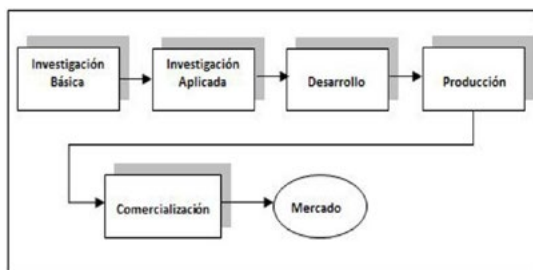 Investigación
Básica
Investigación
Aplicada
Desarrollo
Producción
Comercialización
Mercado